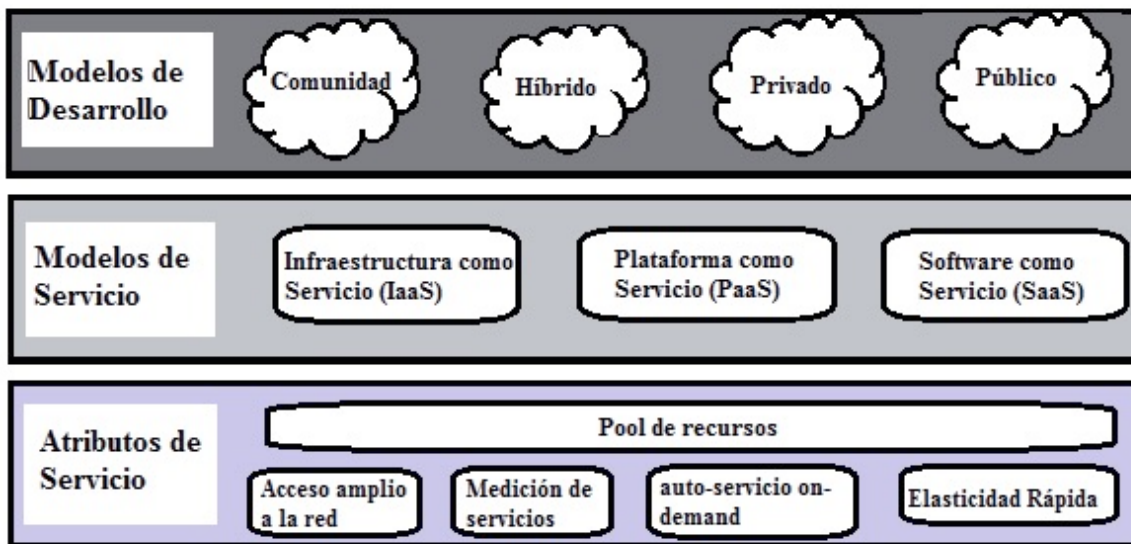 Modelos de
Desarrollo
Comunidad
Híbrido
Privado
Público
Modelos de
Servicio
Infraestructura como
Servicio (IaaS)
Plataforma como
Servicio (PaaS)
Software como
Servicio (SaaS)
Atributos de
Servicio
Pool de recursos
Acceso amplio
a la red
Medición de
servicios
auto-servicio on-
demand
Elasticidad Rápida